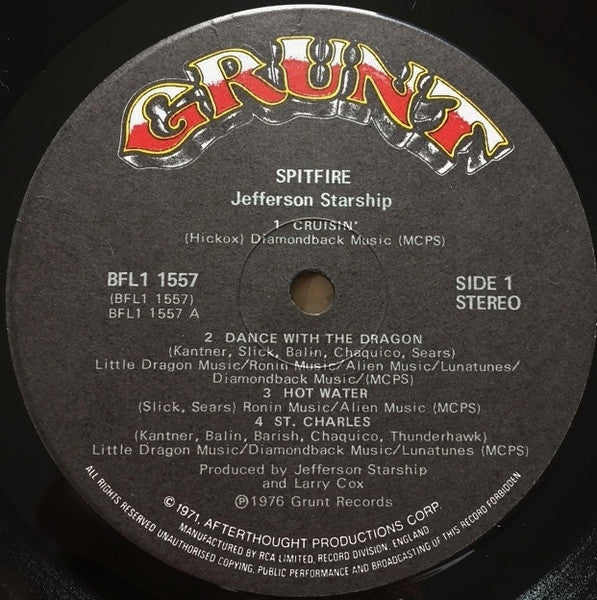 GRUNT
SPITFIRE
Jefferson Starship
1 CRUISIN'
(Hickox) Diamondback Music (MCPS)
BFL1 1557
(BFL1 1557)
BFL1 1557 A
SIDE 1
STEREO
2 DANCE WITH THE DRAGON
(Kantner, Slick, Balin, Chaquico, Sears)
Little Dragon Music/Ronin Music/Alien Music/Lunatunes/
Diamondback Music/(MCPS)
3 HOT WATER
(Slick, Sears) Ronin Music/Alien Music (MCPS)
4 ST. CHARLES
(Kantner, Balin, Barish, Chaquico, Thunderhawk)
Little Dragon Music/Diamondback Music/Lunatunes (MCPS)
Produced by Jefferson Starship
and Larry Cox
Ⓟ 1976 Grunt Records
© 1971, AFTERTHOUGHT PRODUCTIONS CORP.
MANUFACTURED BY RCA LIMITED, RECORD DIVISION, ENGLAND
ALL RIGHTS RESERVED, UNAUTHORISED COPYING, PUBLIC PERFORMANCE AND BROADCASTING OF THIS RECORD FORBIDDEN